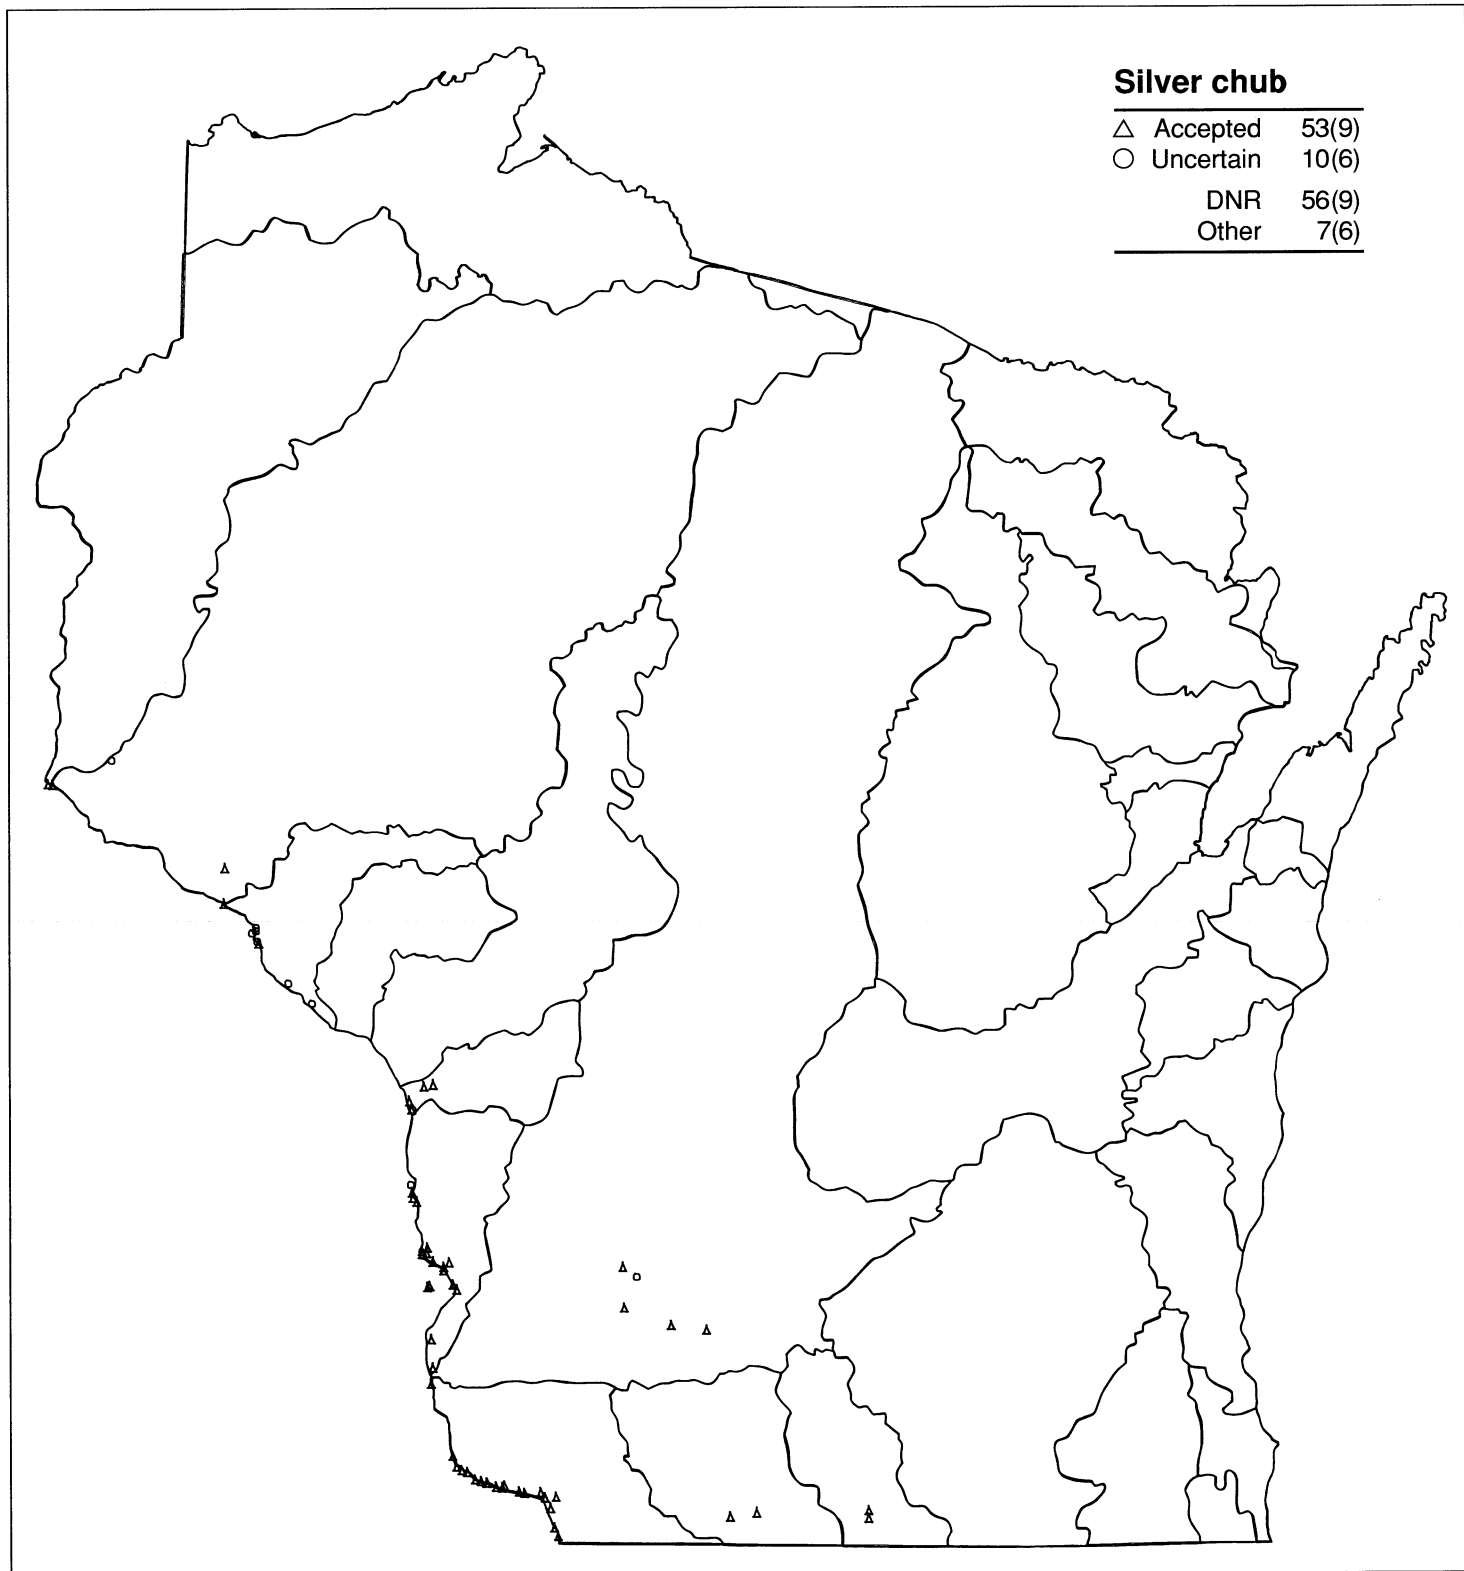 Silver chub
△ Accepted 53(9)
○ Uncertain 10(6)
DNR 56(9)
Other 7(6)